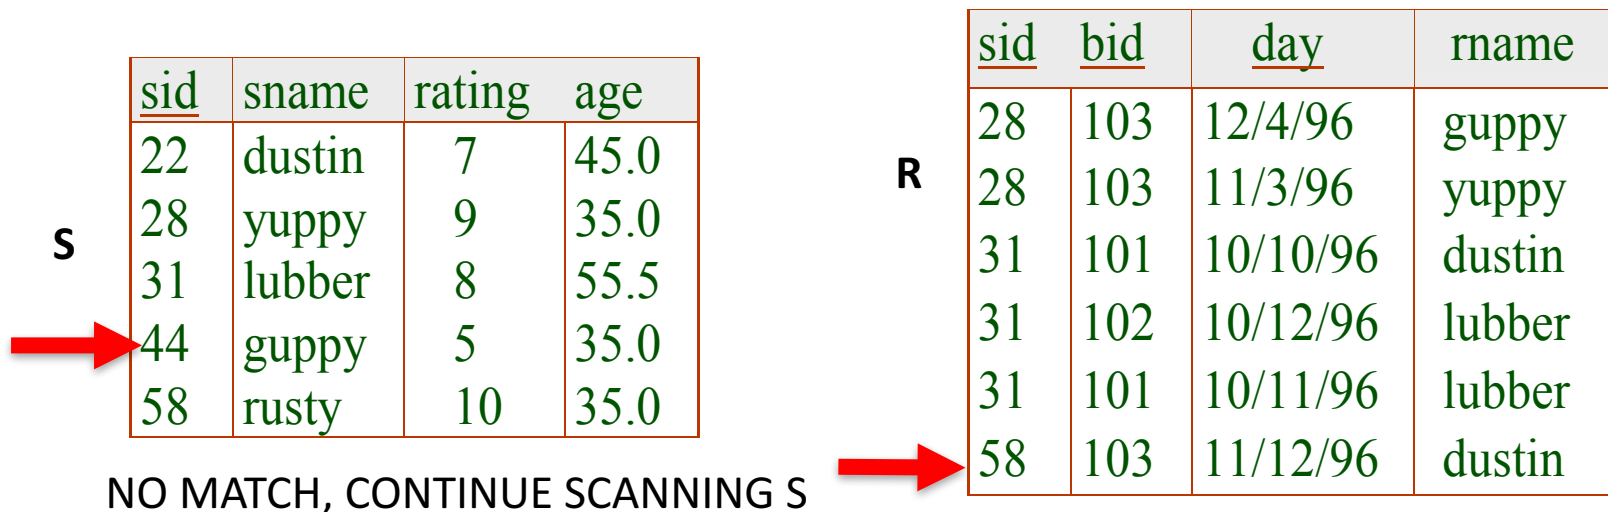 S
sid sname rating age
22 dustin 7 45.0
28 yuppy 9 35.0
31 lubber 8 55.5
44 guppy 5 35.0
58 rusty 10 35.0
NO MATCH, CONTINUE SCANNING S
R
sid bid day rname
28 103 12/4/96 guppy
28 103 11/3/96 yuppy
31 101 10/10/96 dustin
31 102 10/12/96 lubber
31 101 10/11/96 lubber
58 103 11/12/96 dustin